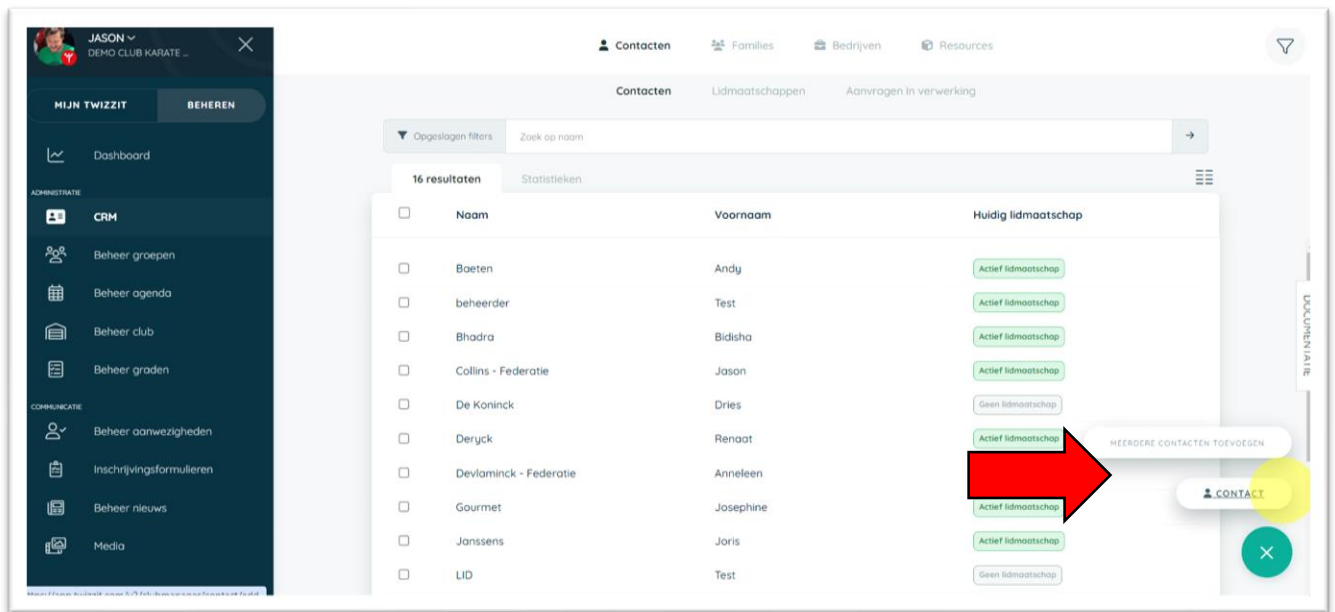 JASON
DEMO CLUB KARATE ...
MIJN TWIZZIT
BEHEREN
Dashboard
ADMINISTRATIE
CRM
Beheer groepen
Beheer agenda
Beheer club
Beheer graden
COMMUNICATIE
Beheer aanwezigheden
Inschrijvingsformulieren
Beheer nieuws
Media
Contacten Families Bedrijven Resources
Contacten Lidmaatschappen Aanvragen in verwerking
Opgeslagen filters Zoek op naam
16 resultaten Statistieken
Naam Voornaam Huidig lidmaatschap
Baeten Andy Actief lidmaatschap
beheerder Test Actief lidmaatschap
Bhadra Bidisha Actief lidmaatschap
Collins - Federatie Jason Actief lidmaatschap
De Koninck Dries Geen lidmaatschap
Deryck Renaat Actief lidmaatschap
Devlaminck - Federatie Anneleen
Gourmet Josephine Actief lidmaatschap
Janssens Joris Actief lidmaatschap
LID Test Geen lidmaatschap
MEERDERE CONTACTEN TOEVOEGEN
CONTACT
DOCUMENTATIE